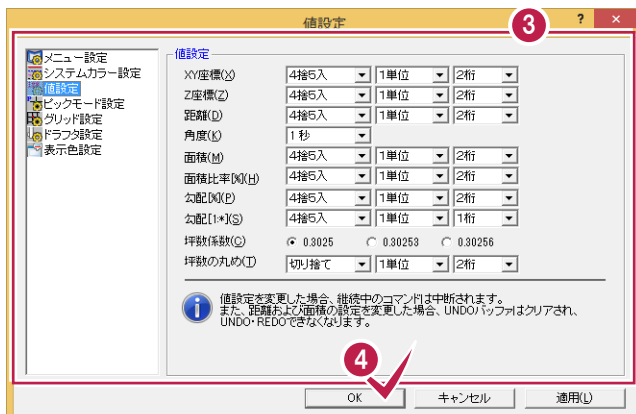 値設定
3
?
×
メニュー設定
システムカラー設定
値設定
ピックモード設定
グリッド設定
ドラフタ設定
表示色設定
値設定
XY座標(X) 4捨5入 1単位 2桁
Z座標(Z) 4捨5入 1単位 2桁
距離(D) 4捨5入 1単位 2桁
角度(K) 1秒
面積(M) 4捨5入 1単位 2桁
面積比率[%](H) 4捨5入 1単位 2桁
勾配[%](P) 4捨5入 1単位 2桁
勾配[1:*](S) 4捨5入 1単位 1桁
坪数係数(C) 0.3025 0.30253 0.30256
坪数の丸め(T) 切り捨て 1単位 2桁
値設定を変更した場合、継続中のコマンドは中断されます。
また、距離および面積の設定を変更した場合、UNDOバッファはクリアされ、
UNDO・REDOできなくなります。
4
OK キャンセル 適用(L)